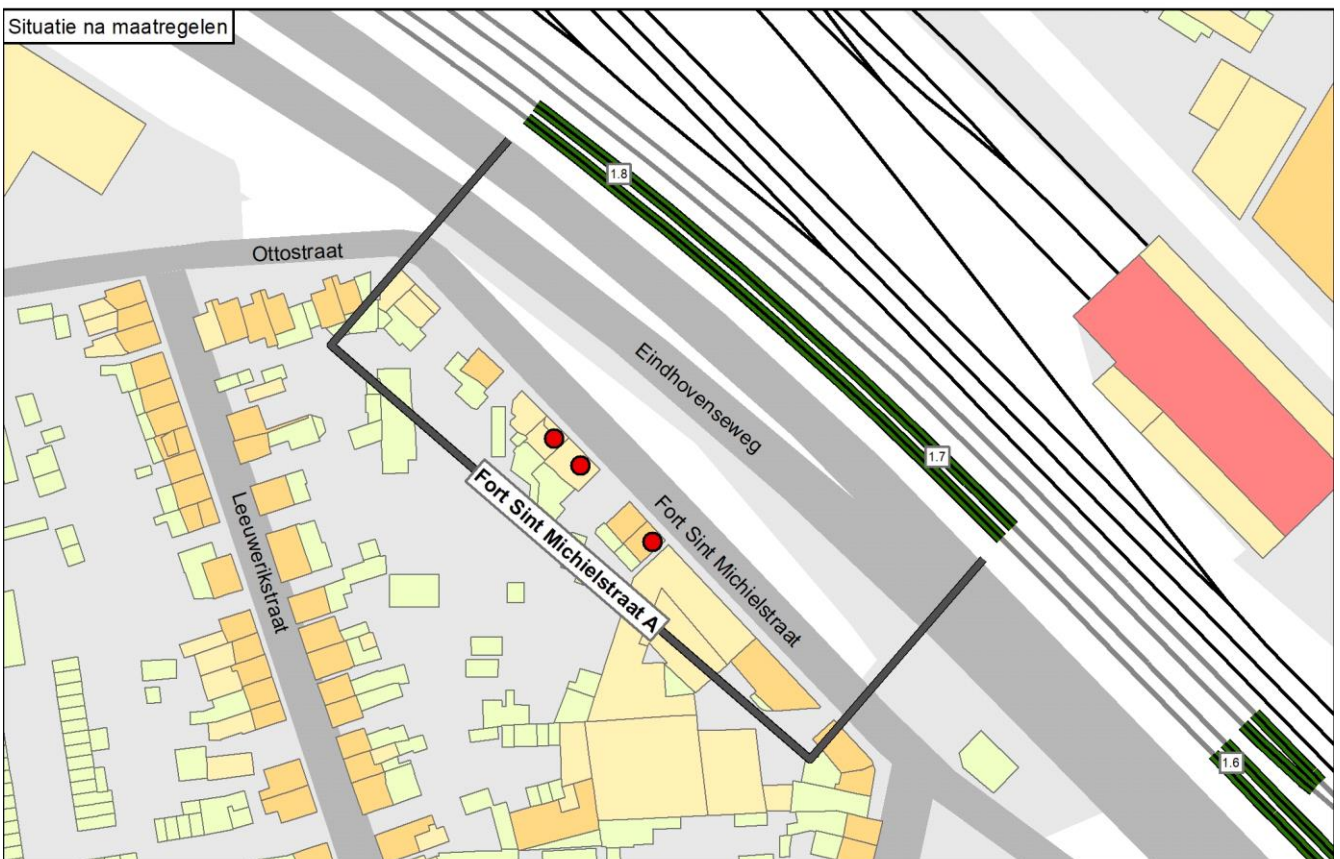 Situatie na maatregelen
1.8
Ottostraat
Eindhovenseweg
1.7
Fort Sint Michielstraat A
Fort Sint Michielstraat
Leeuwerikstraat
1.6